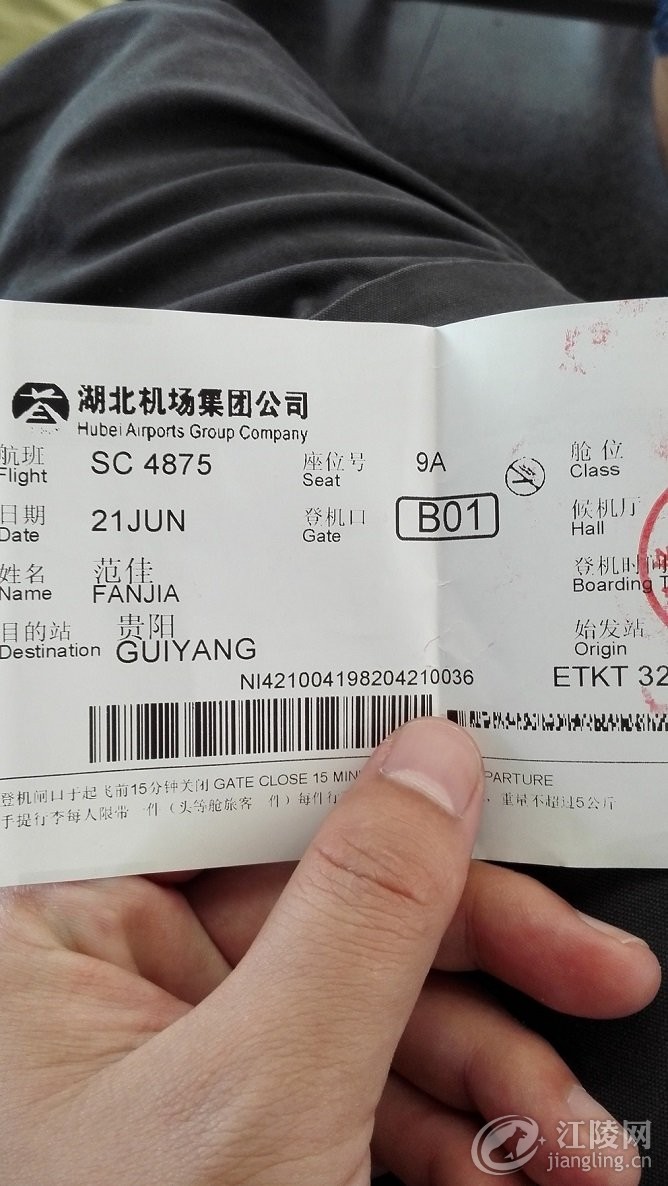 湖北机场集团公司
Hubei Airports Group Company
航班 SC 4875 座位号 9A 舱 位
Flight Seat Class
日期 21JUN 登机口 B01 候机厅
Date Gate Hall
姓名 范佳 登机时间
Name FANJIA Boarding T
目的站 贵阳 始发站
Destination GUIYANG Origin
NI421004198204210036 ETKT 32
登机闸口于起飞前15分钟关闭 GATE CLOSE 15 MIN PARTURE
手提行李每人限带 件（头等舱旅客 件）每件行 、重量不超过5公斤
江陵网
jiangling.cn